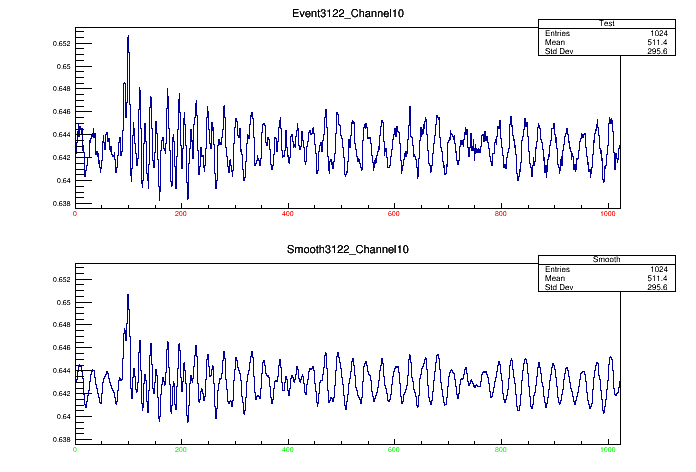 Event3122_Channel10
Test
Entries 1024
Mean 511.4
Std Dev 295.6
0.652
0.65
0.648
0.646
0.644
0.642
0.64
0.638
0 200 400 600 800 1000
Smooth3122_Channel10
Smooth
Entries 1024
Mean 511.4
Std Dev 295.6
0.652
0.65
0.648
0.646
0.644
0.642
0.64
0.638
0 200 400 600 800 1000